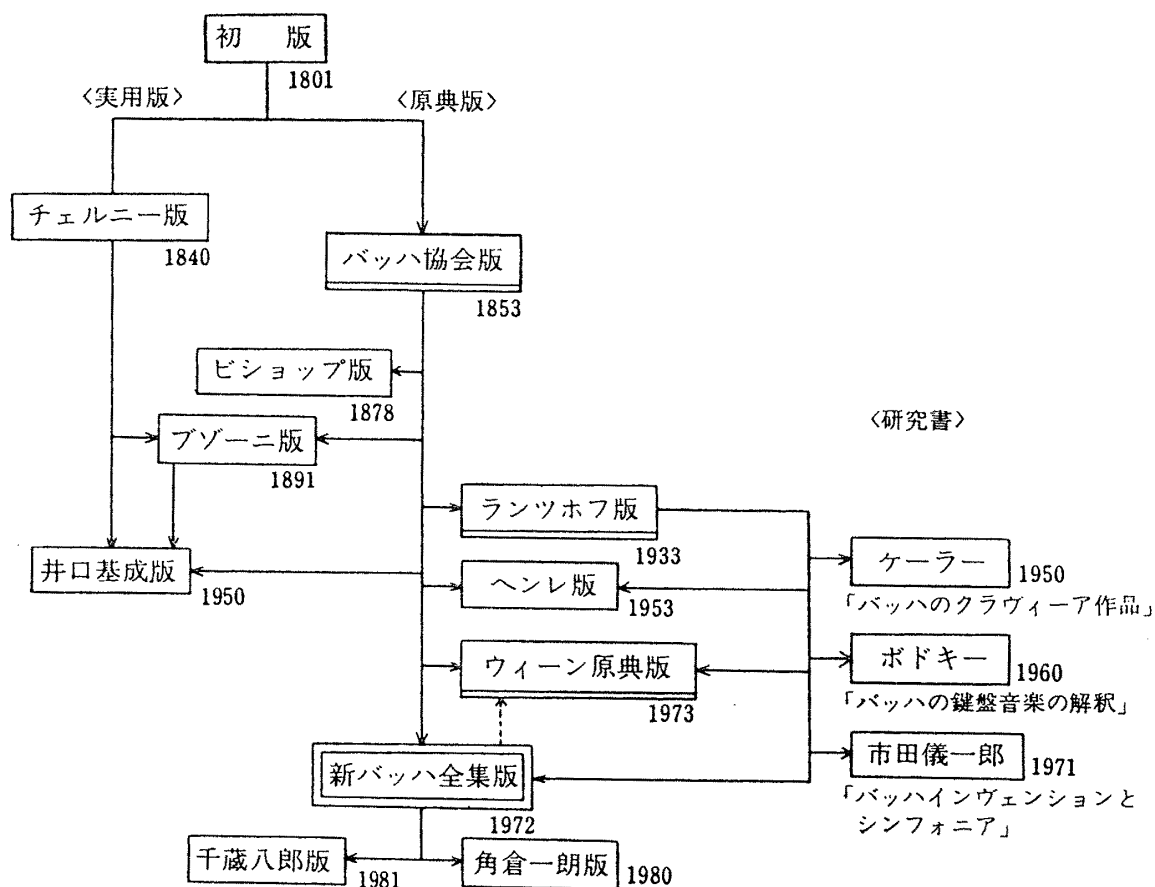 初 版
1801
〈実用版〉
〈原典版〉
チェルニー版
1840
バッハ協会版
1853
ビショップ版
1878
〈研究書〉
ブゾーニ版
1891
ランツホフ版
1933
井口基成版
1950
ケーラー
1950
「バッハのクラヴィーア作品」
ヘンレ版
1953
ボドキー
1960
「バッハの鍵盤音楽の解釈」
ウィーン原典版
1973
市田儀一郎
1971
「バッハインヴェンションと
シンフォニア」
新バッハ全集版
1972
千蔵八郎版
1981
角倉一朗版
1980